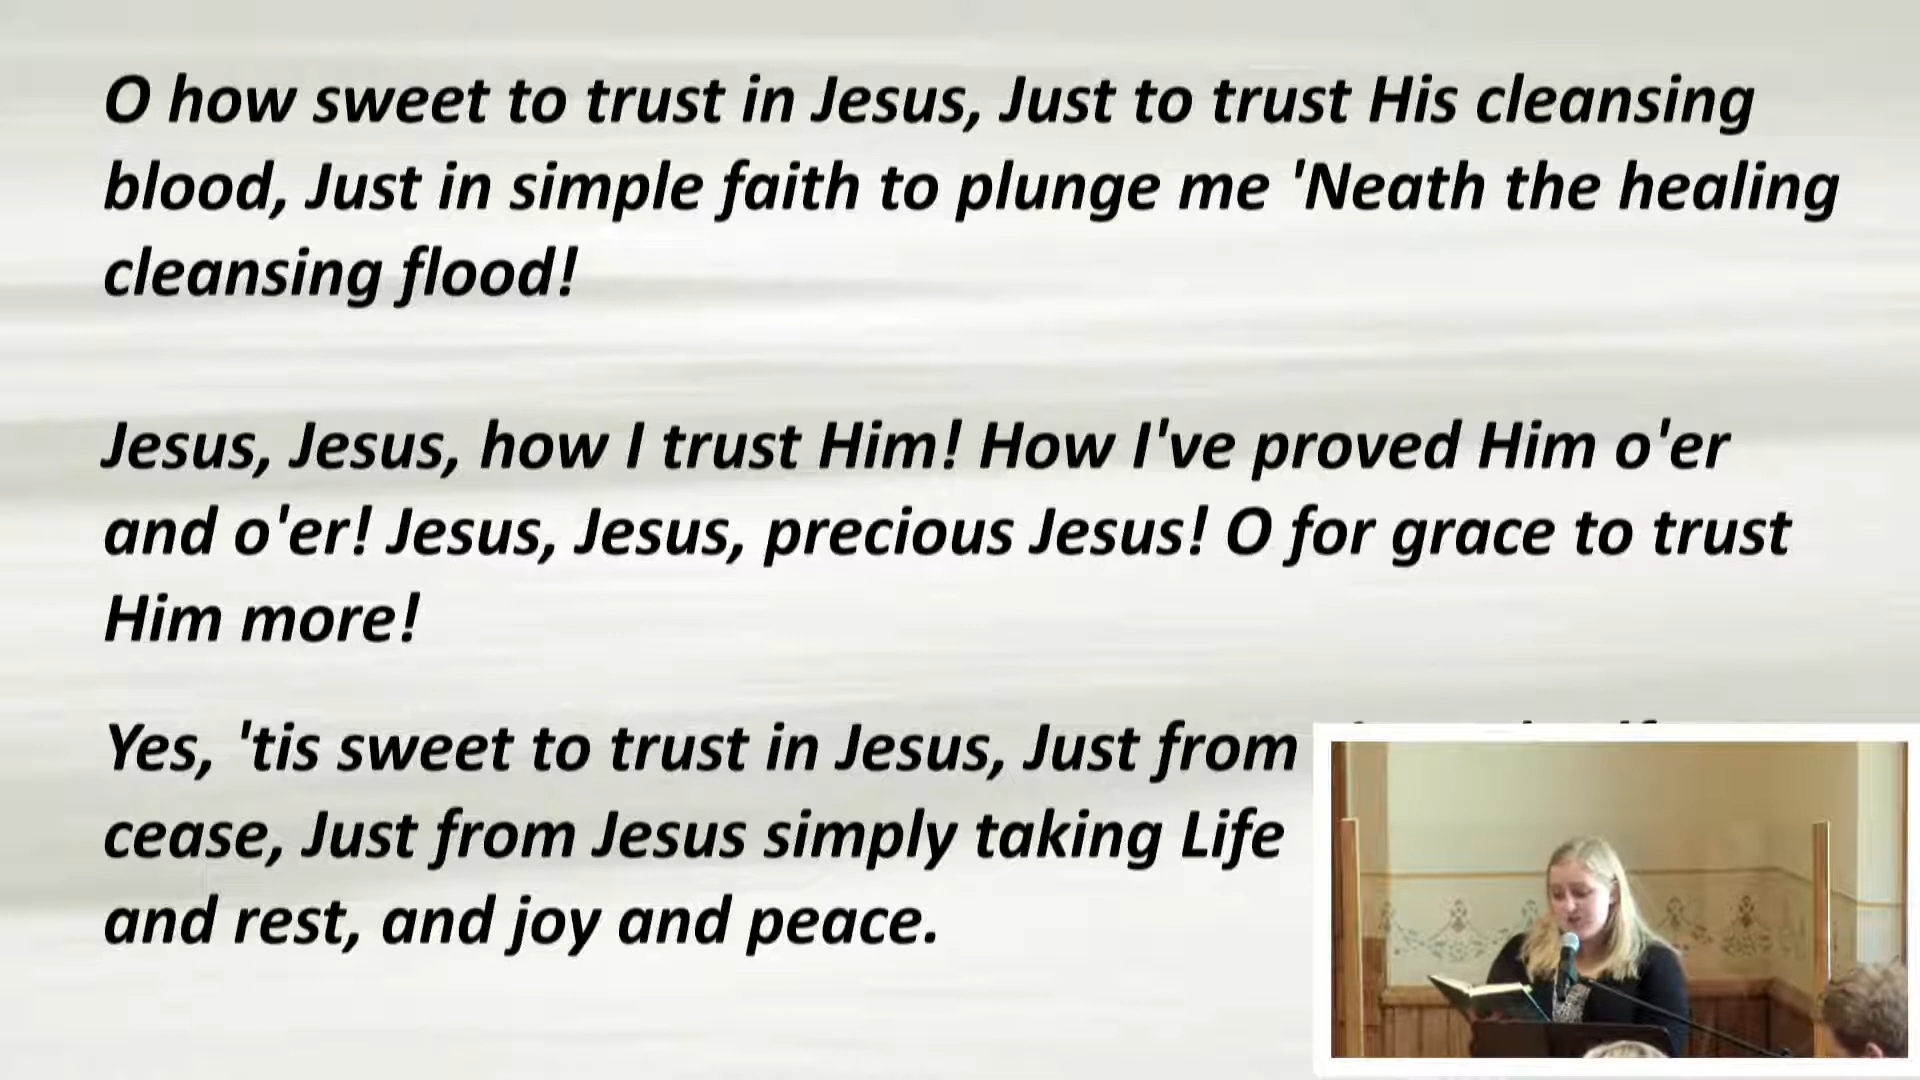 O how sweet to trust in Jesus, Just to trust His cleansing
blood, Just in simple faith to plunge me 'Neath the healing
cleansing flood!
Jesus, Jesus, how I trust Him! How I've proved Him o'er
and o'er! Jesus, Jesus, precious Jesus! O for grace to trust
Him more!
Yes, 'tis sweet to trust in Jesus, Just from
cease, Just from Jesus simply taking Life
and rest, and joy and peace.